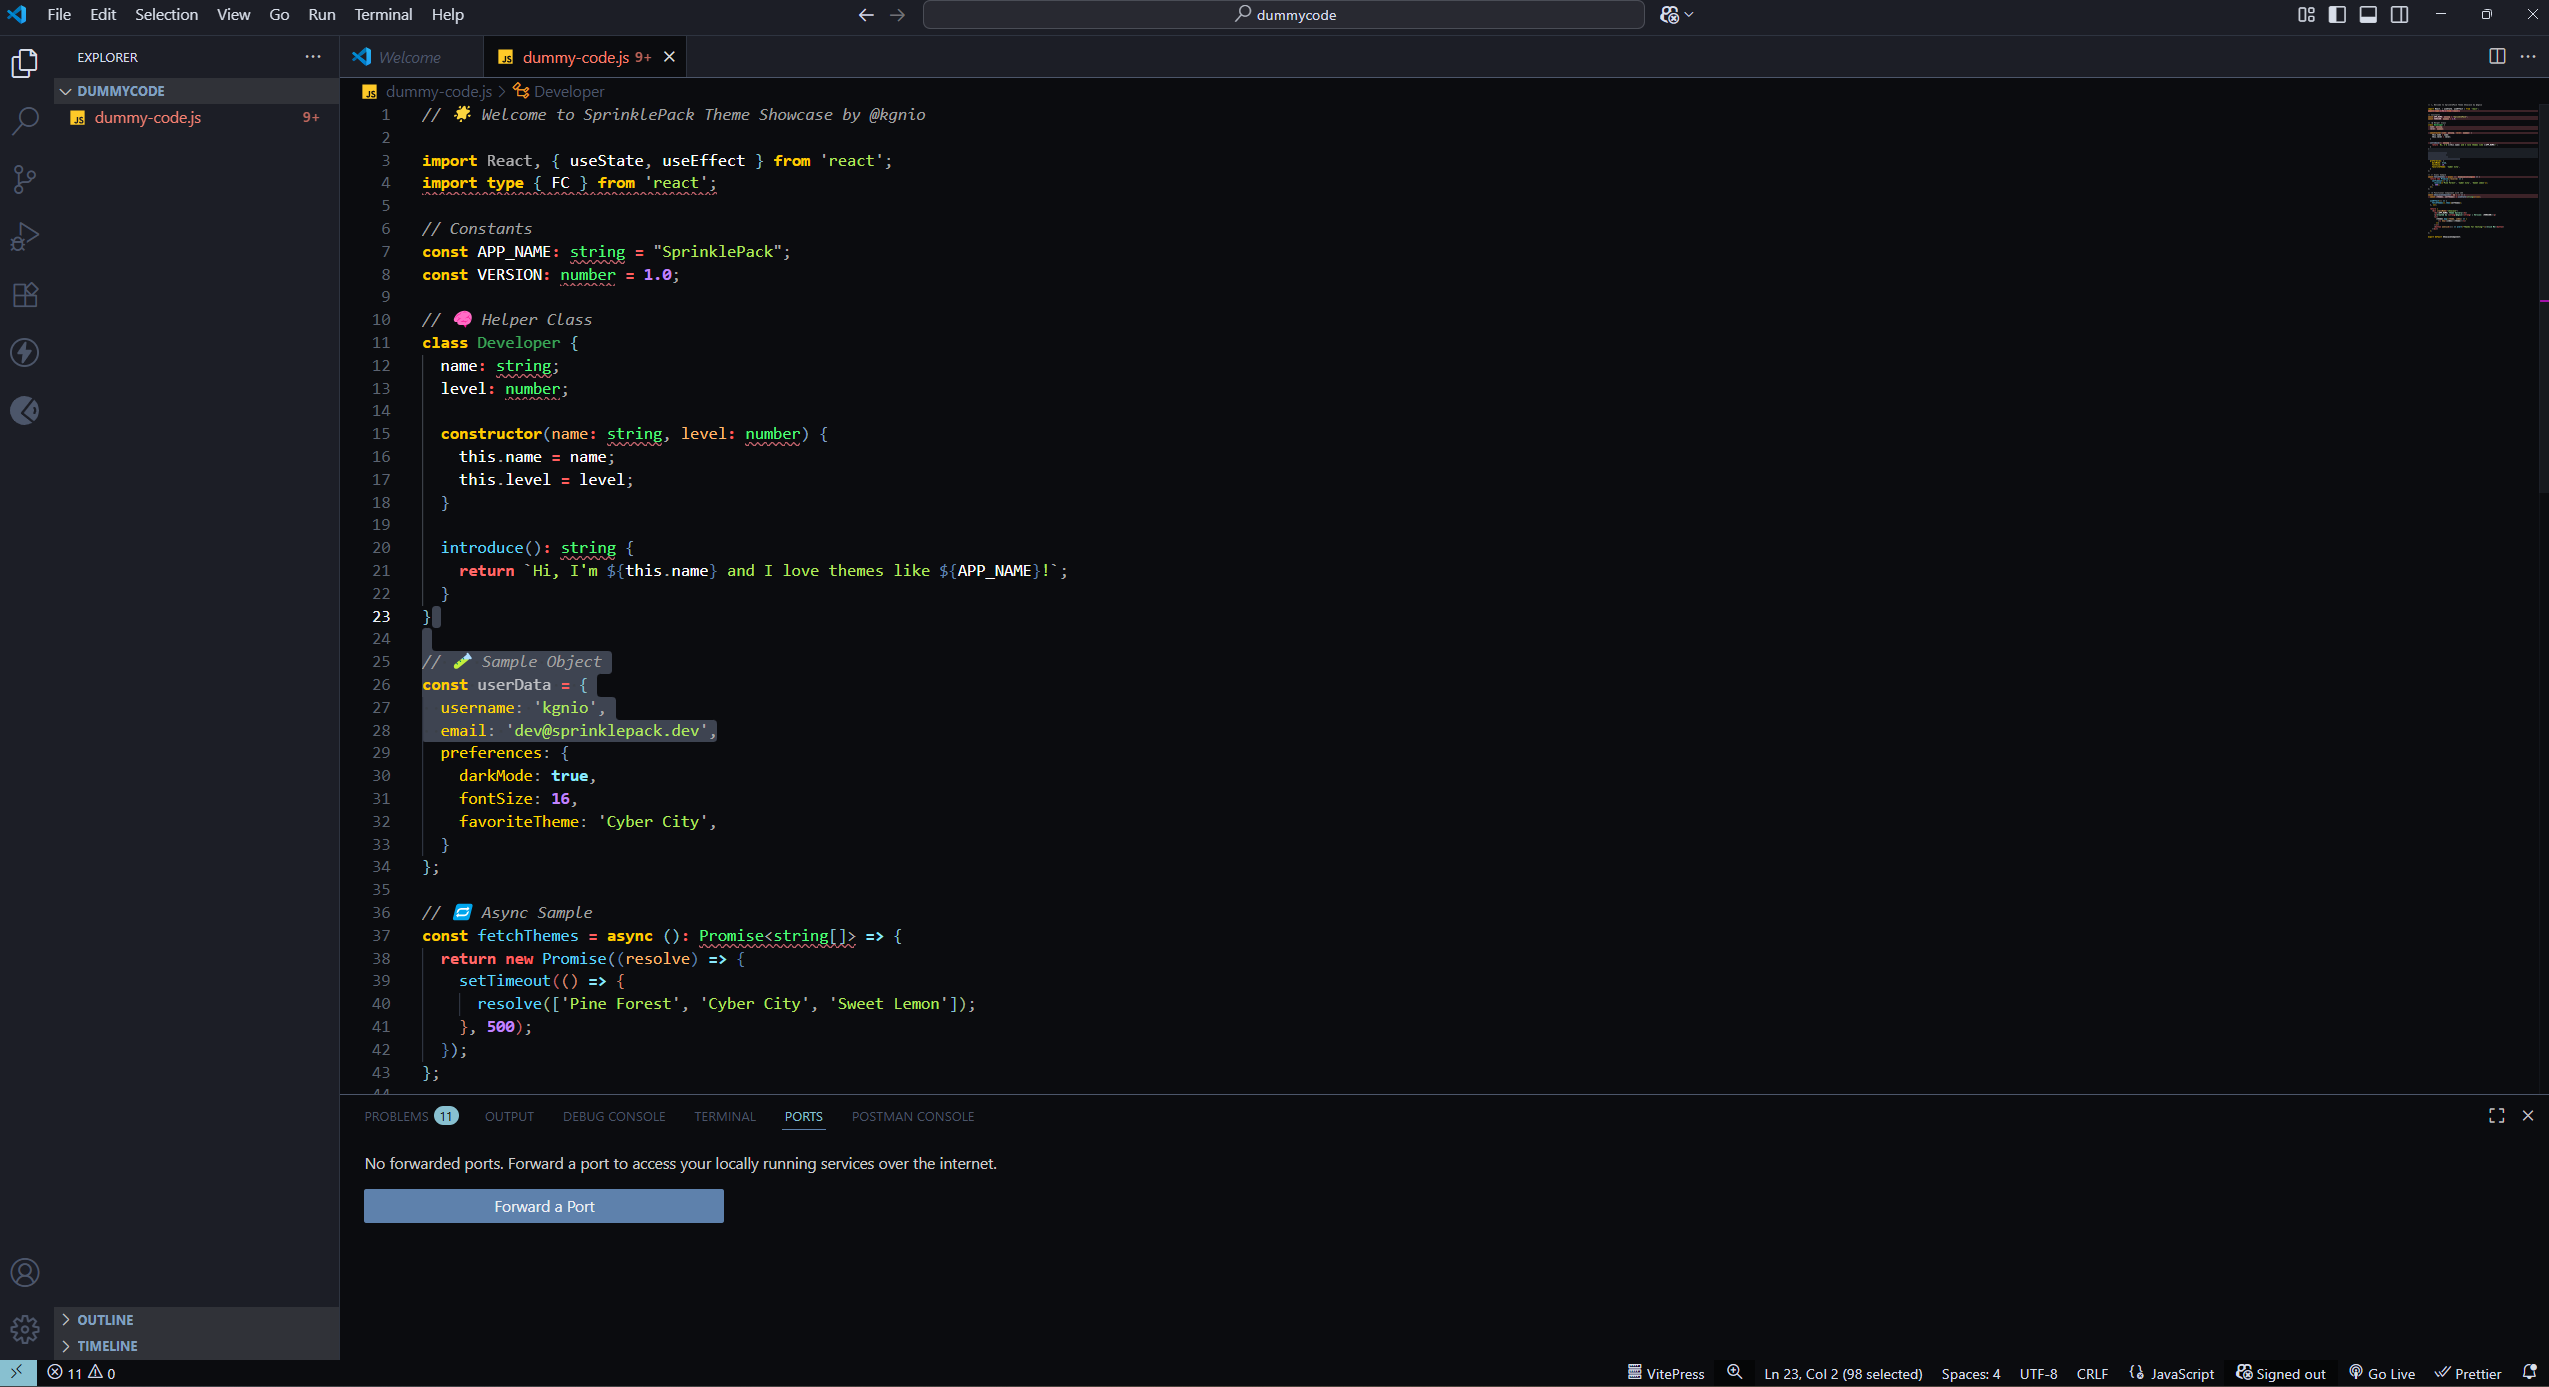 File Edit Selection View Go Run Terminal Help
dummycode
EXPLORER
DUMMYCODE
dummy-code.js 9+
Welcome
dummy-code.js 9+
dummy-code.js > Developer
1 // 🌟 Welcome to SprinklePack Theme Showcase by @kgnio
2
3 import React, { useState, useEffect } from 'react';
4 import type { FC } from 'react';
5
6 // Constants
7 const APP_NAME: string = "SprinklePack";
8 const VERSION: number = 1.0;
9
10 // 🧠 Helper Class
11 class Developer {
12 name: string;
13 level: number;
14
15 constructor(name: string, level: number) {
16 this.name = name;
17 this.level = level;
18 }
19
20 introduce(): string {
21 return `Hi, I'm ${this.name} and I love themes like ${APP_NAME}!`;
22 }
23 }
24
25 // 🧪 Sample Object
26 const userData = {
27 username: 'kgnio',
28 email: 'dev@sprinklepack.dev',
29 preferences: {
30 darkMode: true,
31 fontSize: 16,
32 favoriteTheme: 'Cyber City',
33 }
34 };
35
36 // 🔁 Async Sample
37 const fetchThemes = async (): Promise<string[]> => {
38 return new Promise((resolve) => {
39 setTimeout(() => {
40 resolve(['Pine Forest', 'Cyber City', 'Sweet Lemon']);
41 }, 500);
42 });
43 };
44
PROBLEMS 11 OUTPUT DEBUG CONSOLE TERMINAL PORTS POSTMAN CONSOLE
No forwarded ports. Forward a port to access your locally running services over the internet.
Forward a Port
OUTLINE
TIMELINE
11 0
VitePress Ln 23, Col 2 (98 selected) Spaces: 4 UTF-8 CRLF {} JavaScript Signed out Go Live Prettier